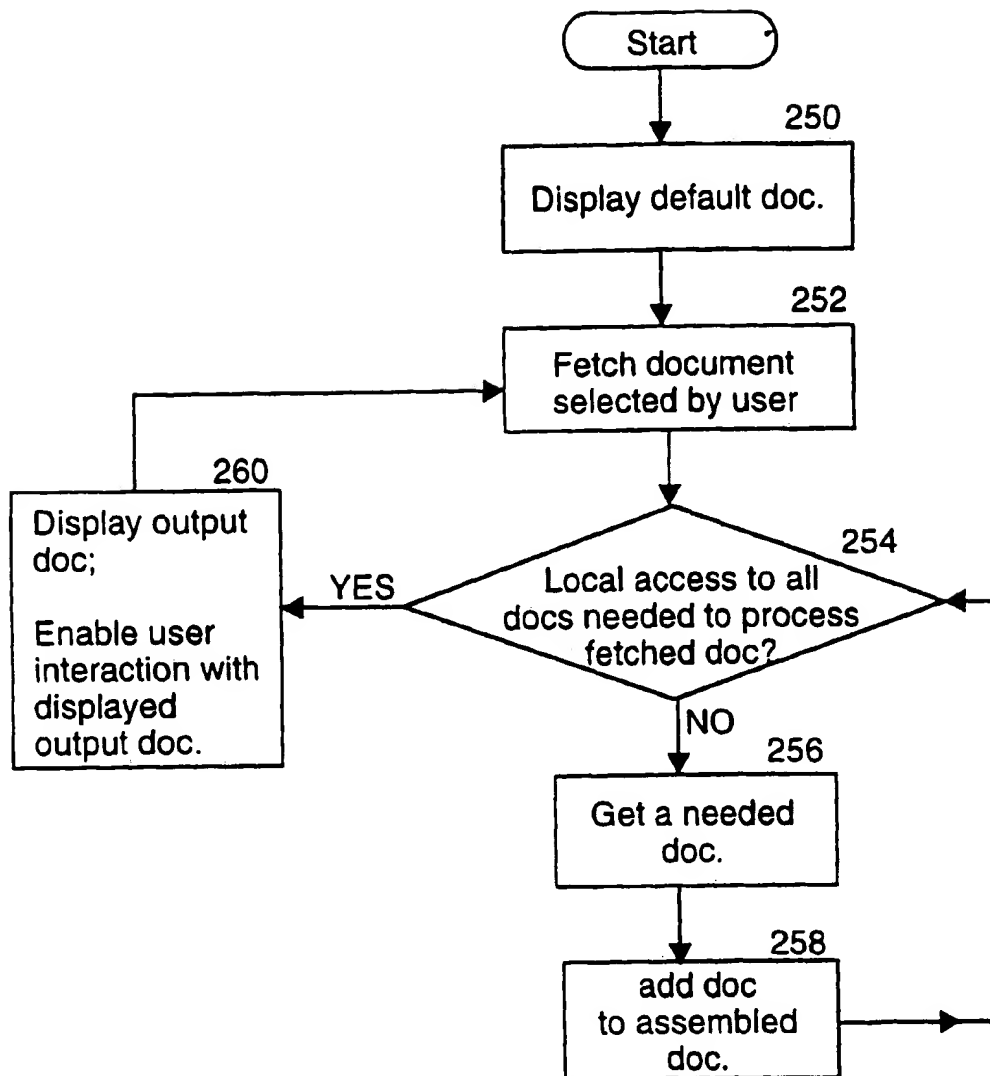 Start
250
Display default doc.
252
Fetch document
selected by user
260
Display output
doc;
Enable user
interaction with
displayed
output doc.
YES
254
Local access to all
docs needed to process
fetched doc?
NO
256
Get a needed
doc.
258
add doc
to assembled
doc.